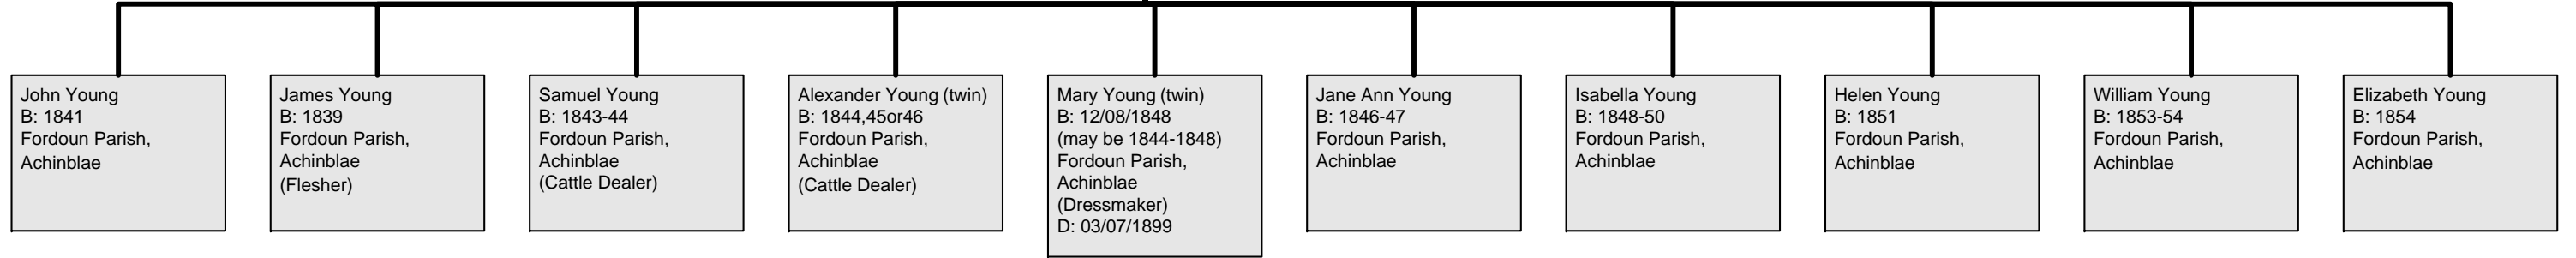 John Young
B: 1841
Fordoun Parish,
Achinblae
James Young
B: 1839
Fordoun Parish,
Achinblae
(Flesher)
Samuel Young
B: 1843-44
Fordoun Parish,
Achinblae
(Cattle Dealer)
Alexander Young (twin)
B: 1844,45or46
Fordoun Parish,
Achinblae
(Cattle Dealer)
Mary Young (twin)
B: 12/08/1848
(may be 1844-1848)
Fordoun Parish,
Achinblae
(Dressmaker)
D: 03/07/1899
Jane Ann Young
B: 1846-47
Fordoun Parish,
Achinblae
Isabella Young
B: 1848-50
Fordoun Parish,
Achinblae
Helen Young
B: 1851
Fordoun Parish,
Achinblae
William Young
B: 1853-54
Fordoun Parish,
Achinblae
Elizabeth Young
B: 1854
Fordoun Parish,
Achinblae